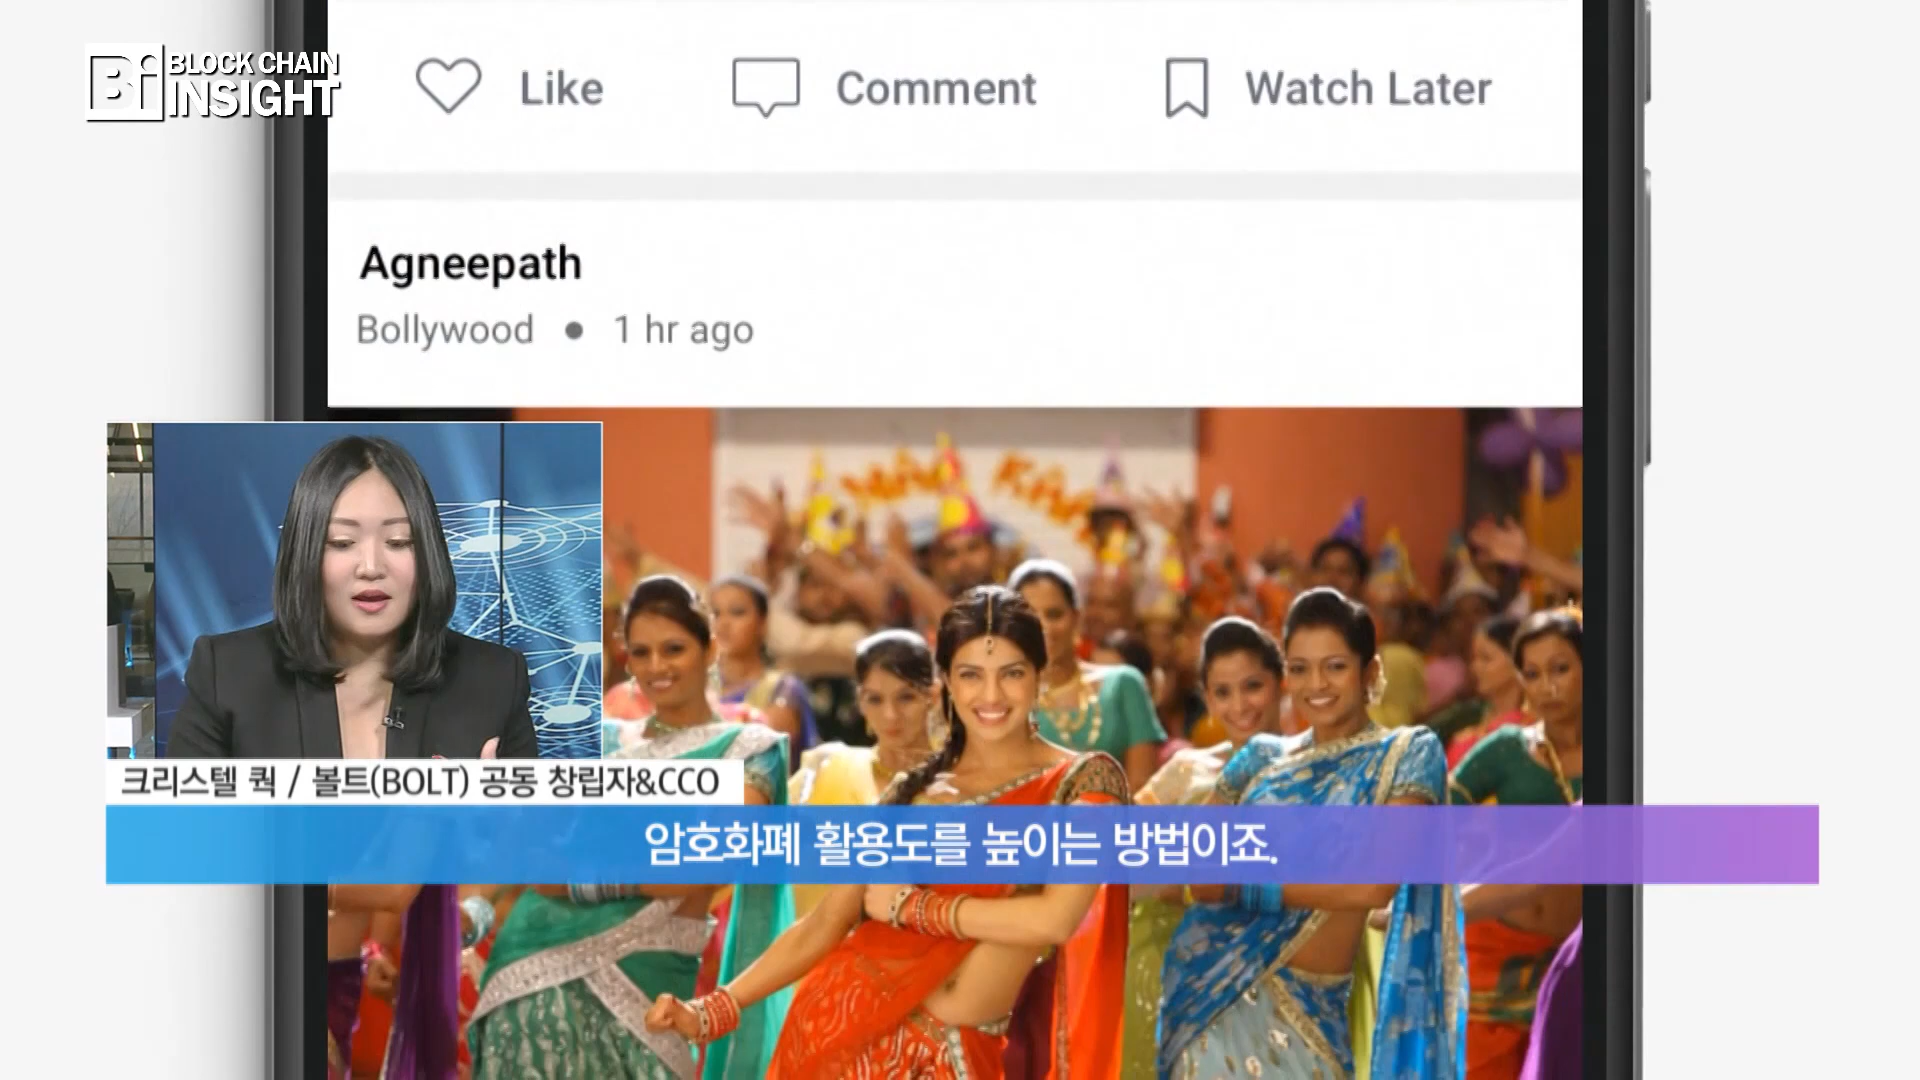 Bi BLOCK CHAIN
INSIGHT
Like
Comment
Watch Later
Agneepath
Bollywood ● 1 hr ago
크리스텔 쿽 / 볼트(BOLT) 공동 창립자&CCO
암호화폐 활용도를 높이는 방법이죠.